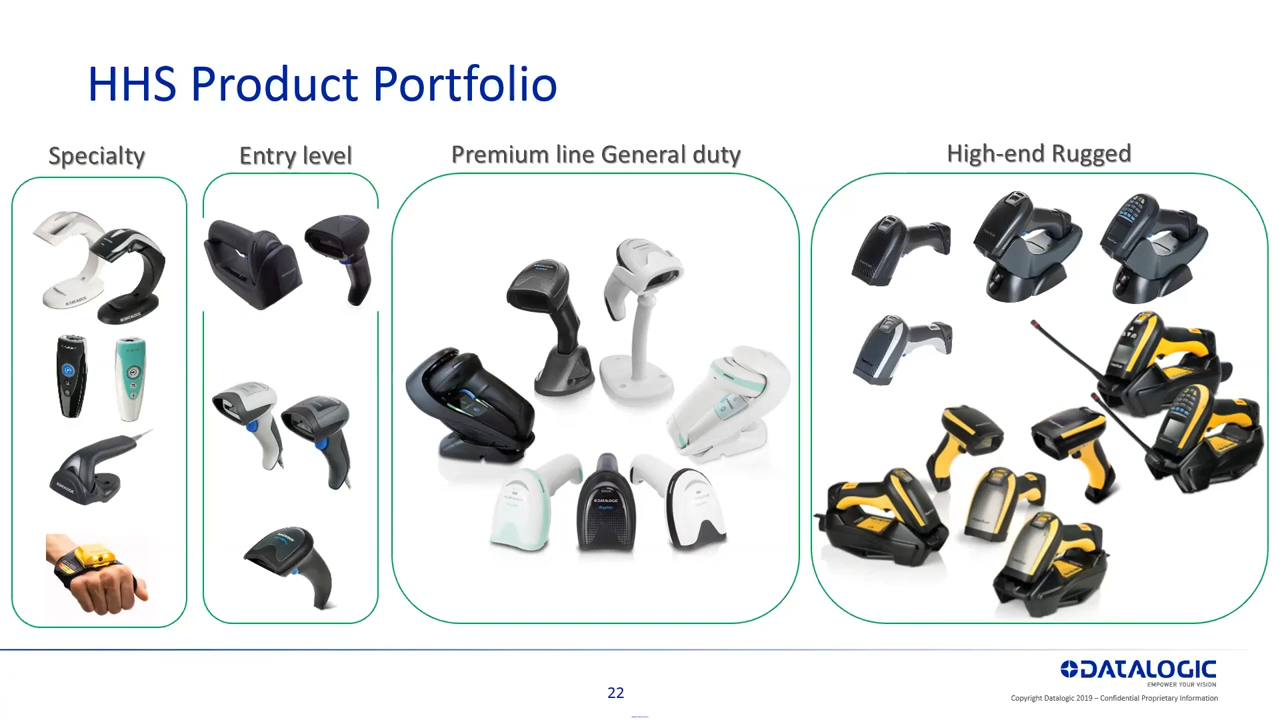 HHS Product Portfolio
Specialty
Entry level
Premium line General duty
High-end Rugged
DATALOGIC
DATALOGIC
EMPOWER YOUR VISION
22
Copyright Datalogic 2019 – Confidential Proprietary Information